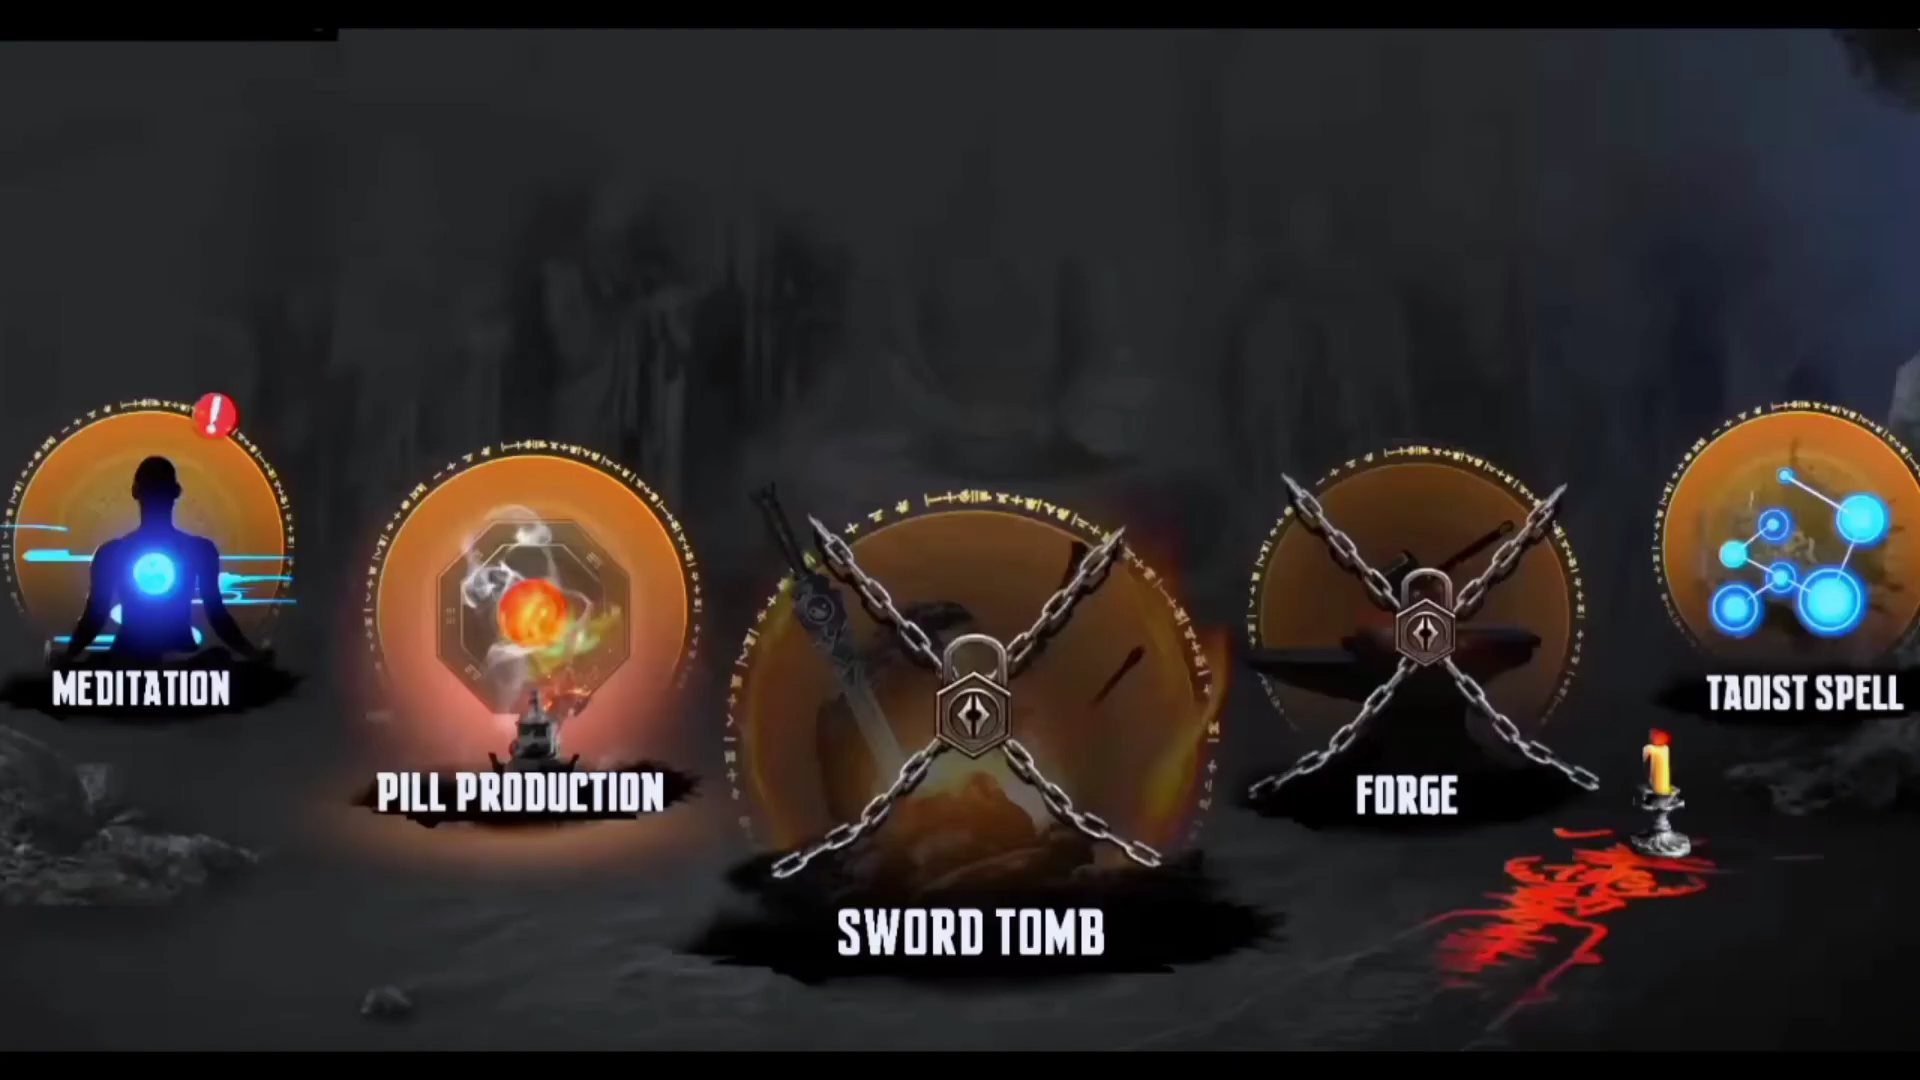 MEDITATION
PILL PRODUCTION
SWORD TOMB
FORGE
TAOIST SPELL